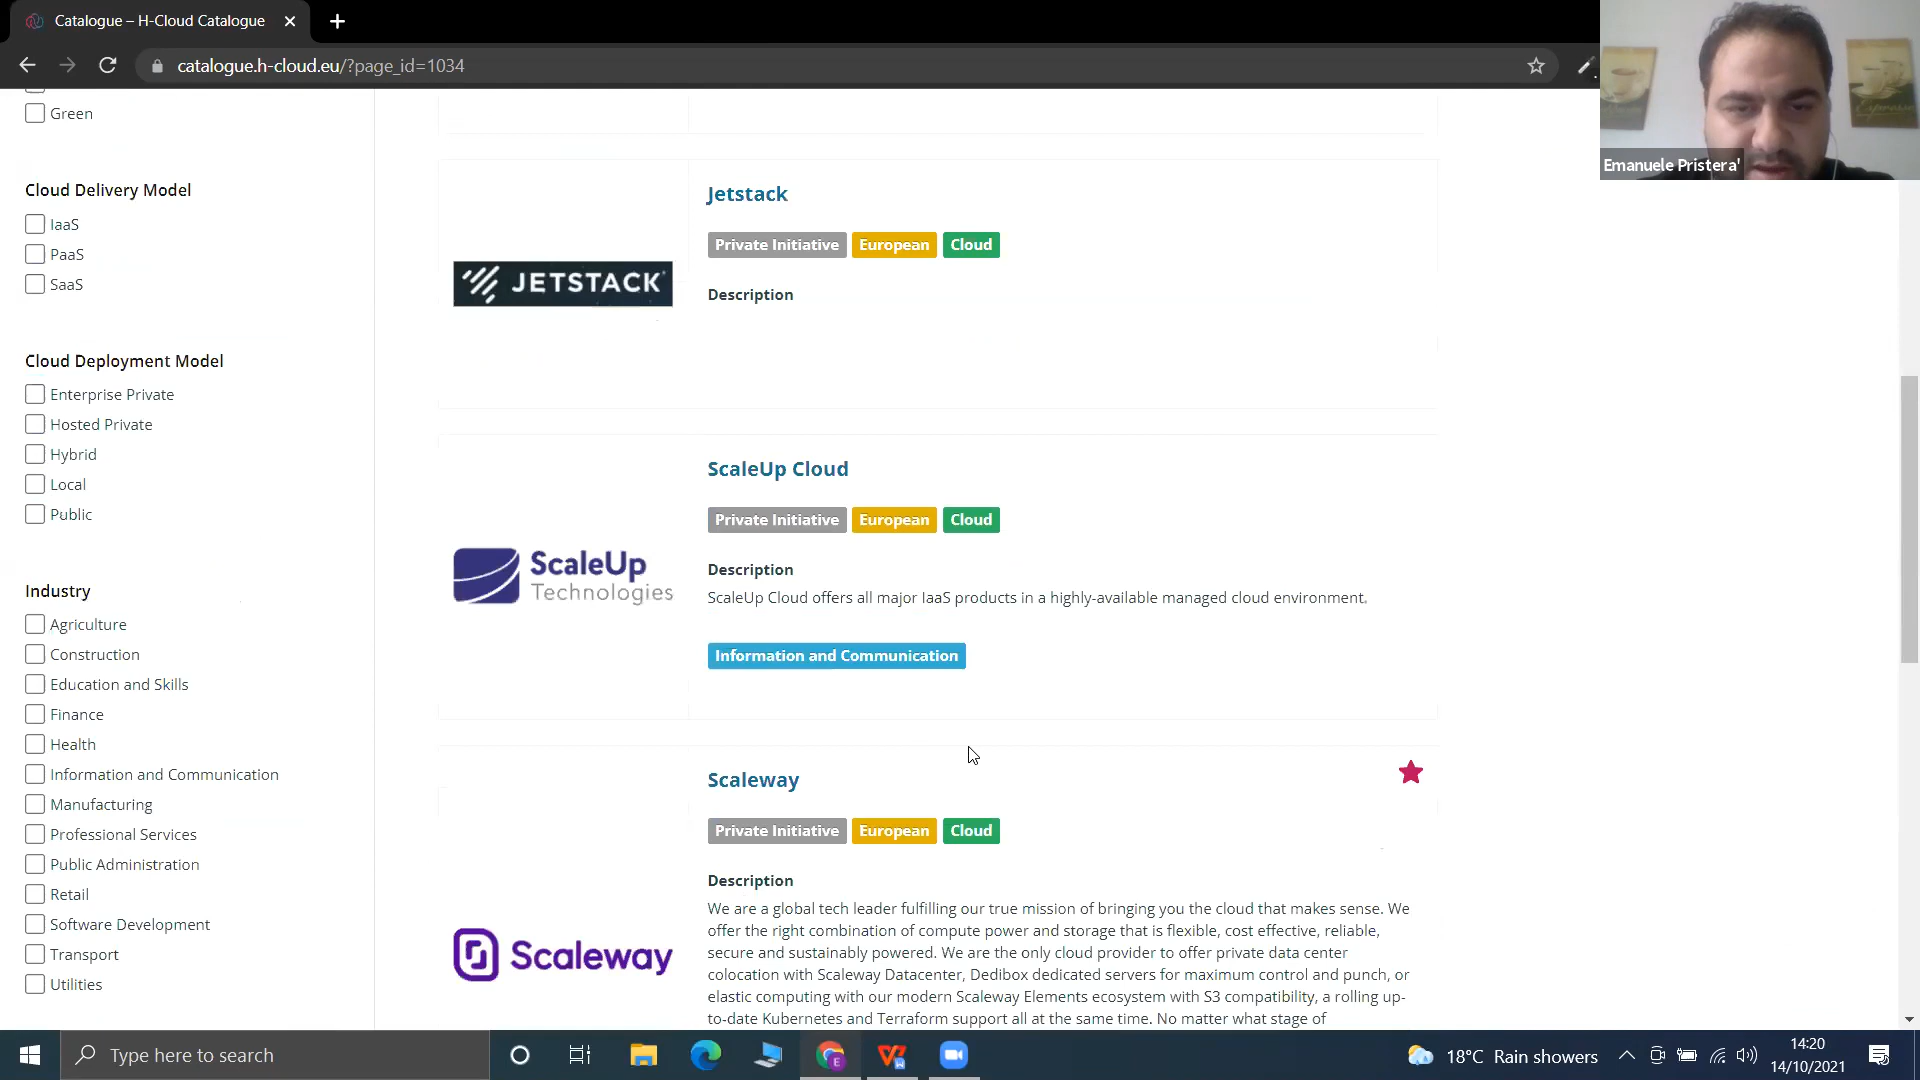 Catalogue – H-Cloud Catalogue
catalogue.h-cloud.eu/?page_id=1034
Emanuele Pristera'
Green
Cloud Delivery Model
IaaS
PaaS
SaaS
Cloud Deployment Model
Enterprise Private
Hosted Private
Hybrid
Local
Public
Industry
Agriculture
Construction
Education and Skills
Finance
Health
Information and Communication
Manufacturing
Professional Services
Public Administration
Retail
Software Development
Transport
Utilities
JETSTACK
Jetstack
Private Initiative European Cloud
Description
ScaleUp
Technologies
ScaleUp Cloud
Private Initiative European Cloud
Description
ScaleUp Cloud offers all major IaaS products in a highly-available managed cloud environment.
Information and Communication
Scaleway
Scaleway
Private Initiative European Cloud
Description
We are a global tech leader fulfilling our true mission of bringing you the cloud that makes sense. We
offer the right combination of compute power and storage that is flexible, cost effective, reliable,
secure and sustainably powered. We are the only cloud provider to offer private data center
colocation with Scaleway Datacenter, Dedibox dedicated servers for maximum control and punch, or
elastic computing with our modern Scaleway Elements ecosystem with S3 compatibility, a rolling up-
to-date Kubernetes and Terraform support all at the same time. No matter what stage of
Type here to search
18°C Rain showers
14:20
14/10/2021